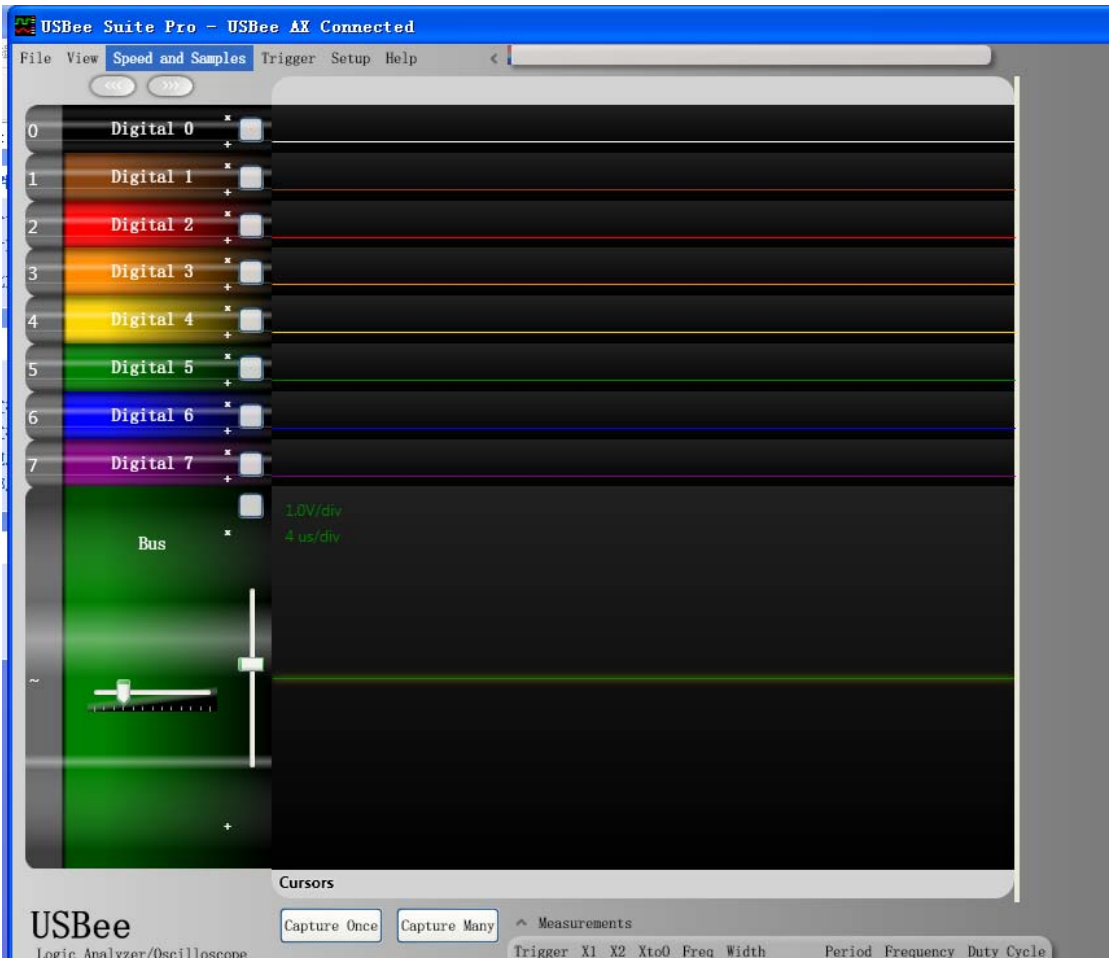 USBee Suite Pro - USBee AX Connected
File View Speed and Samples Trigger Setup Help
0 Digital 0
1 Digital 1
2 Digital 2
3 Digital 3
4 Digital 4
5 Digital 5
6 Digital 6
7 Digital 7
1.0V/div
4 us/div
Bus
~
Cursors
USBee
Capture Once Capture Many Measurements
Logic Analyzer/Oscilloscope
Trigger X1 X2 XtoO Freq Width Period Frequency Duty Cycle